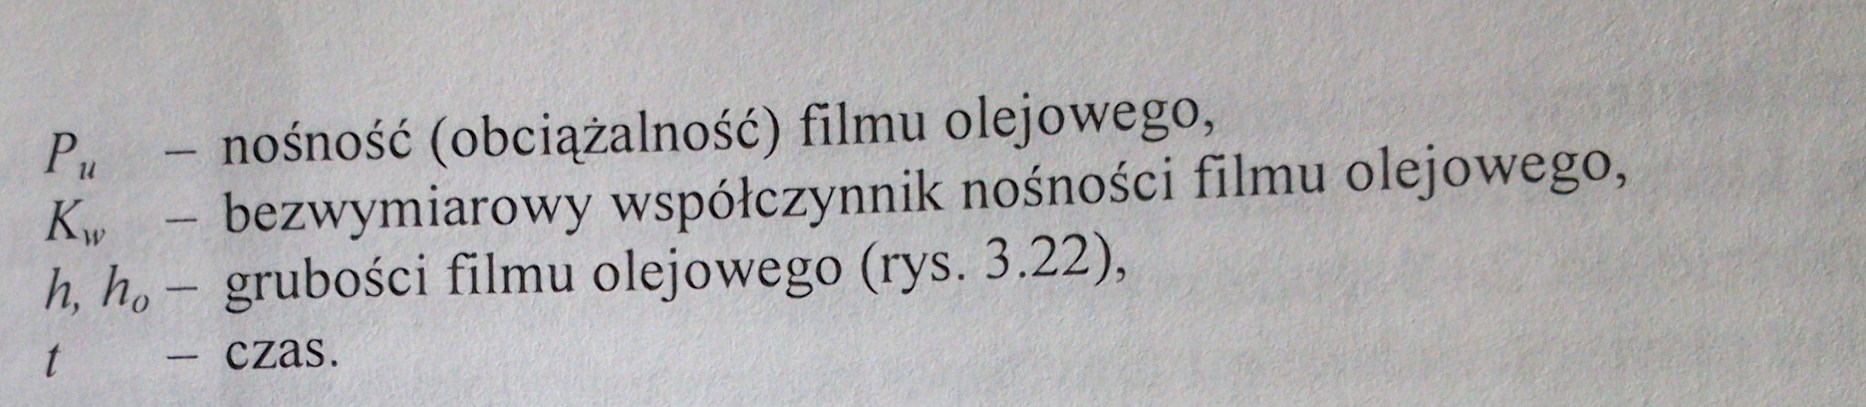 Pu – nośność (obciążalność) filmu olejowego,
Kw – bezwymiarowy współczynnik nośności filmu olejowego,
h, ho – grubości filmu olejowego (rys. 3.22),
t – czas.